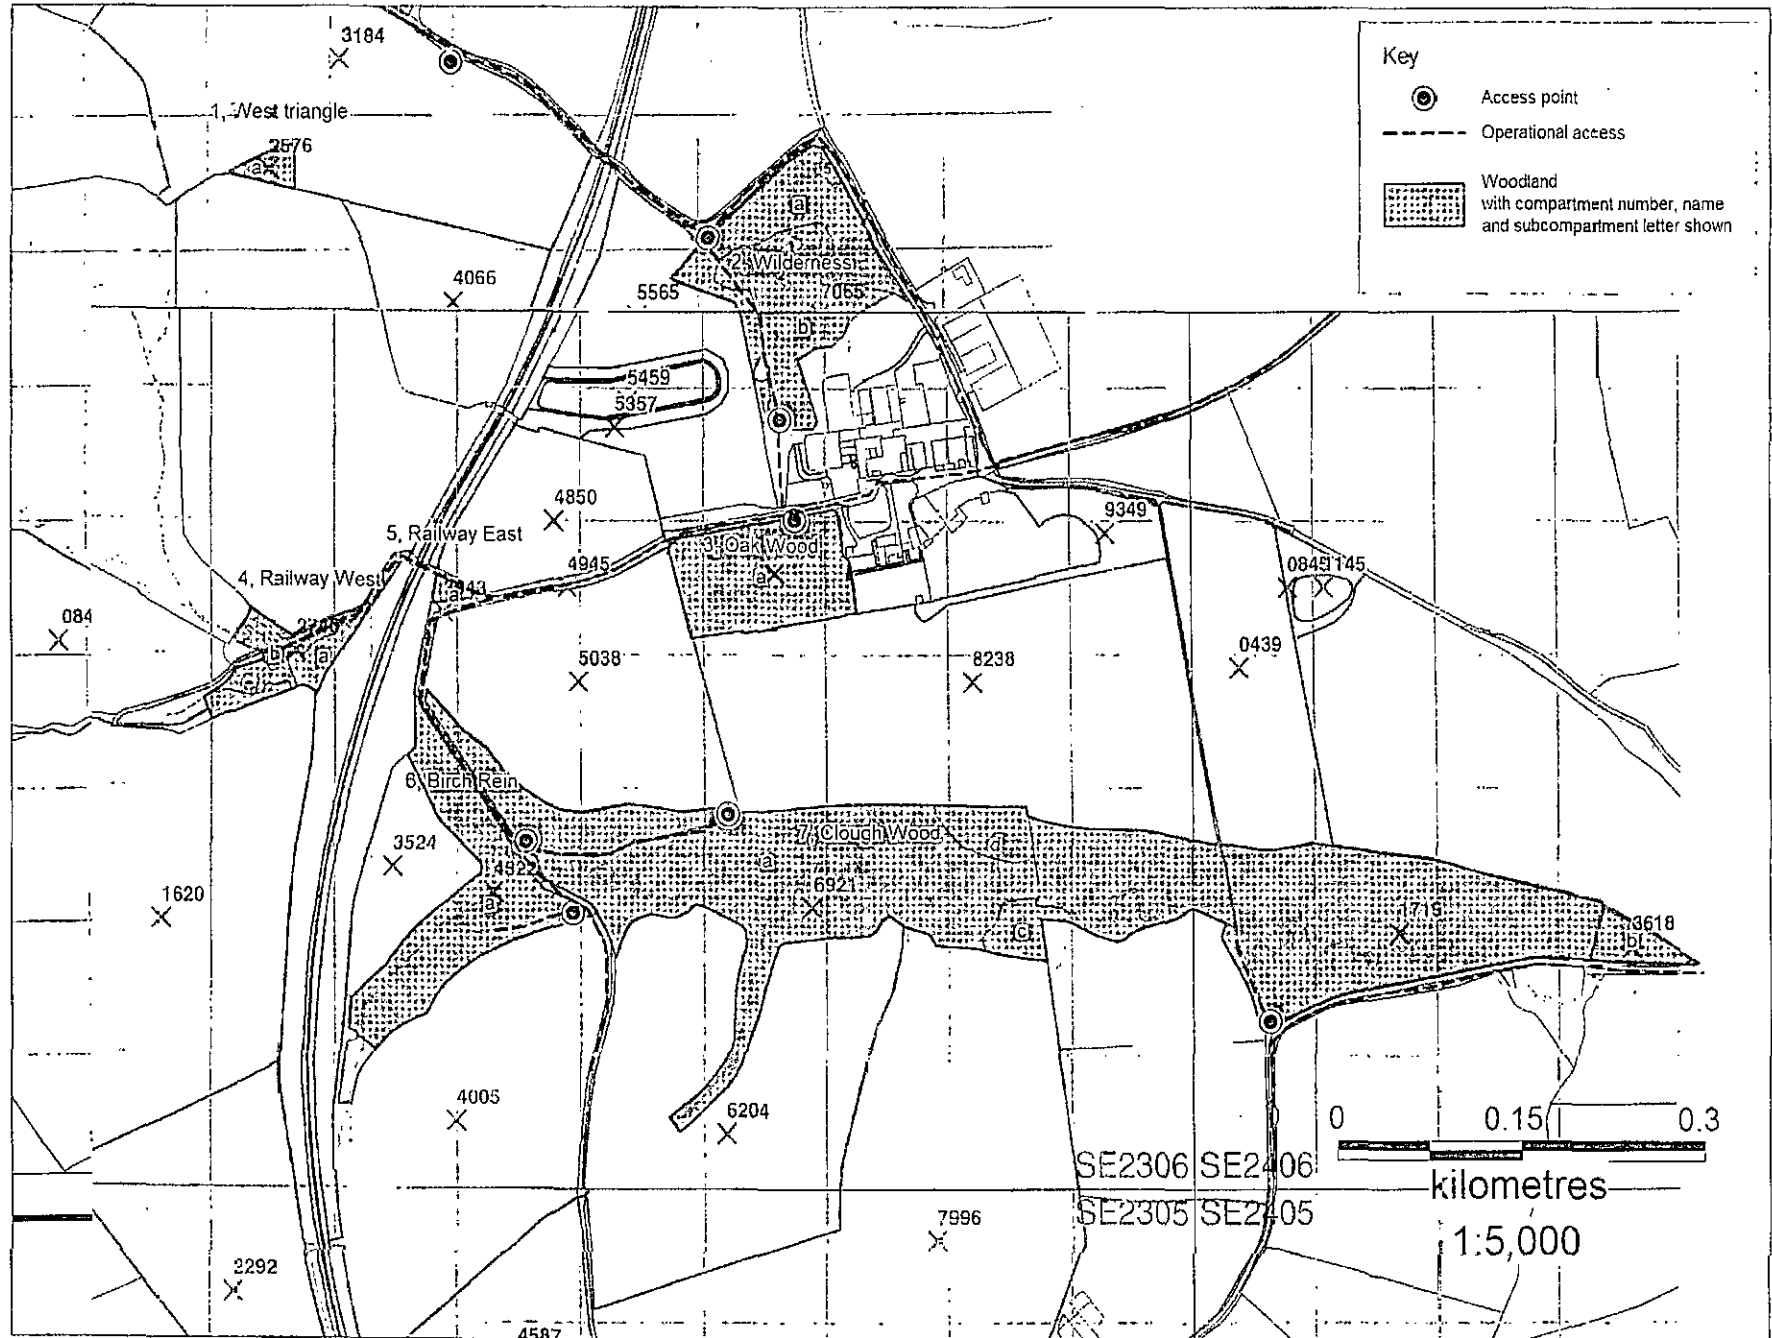 3184
1, West triangle
2576
a
Key
Access point
Operational access
Woodland
with compartment number, name
and subcompartment letter shown
a
2, Wilderness
4066
5565
7065
b
5459
5357
4850
9349
5, Railway East
3, Oak Wood
4945
4, Railway West
a
a
0845
1145
084
b
a
c
5038
8238
0439
6, Birch Rein
7, Clough Wood
d
3524
a
4922
6921
a
1620
c
1719
3618
b
4005
6204
0
0.15
0.3
SE2306 SE2406
kilometres
SE2305 SE2405
7996
1:5,000
2292
4587